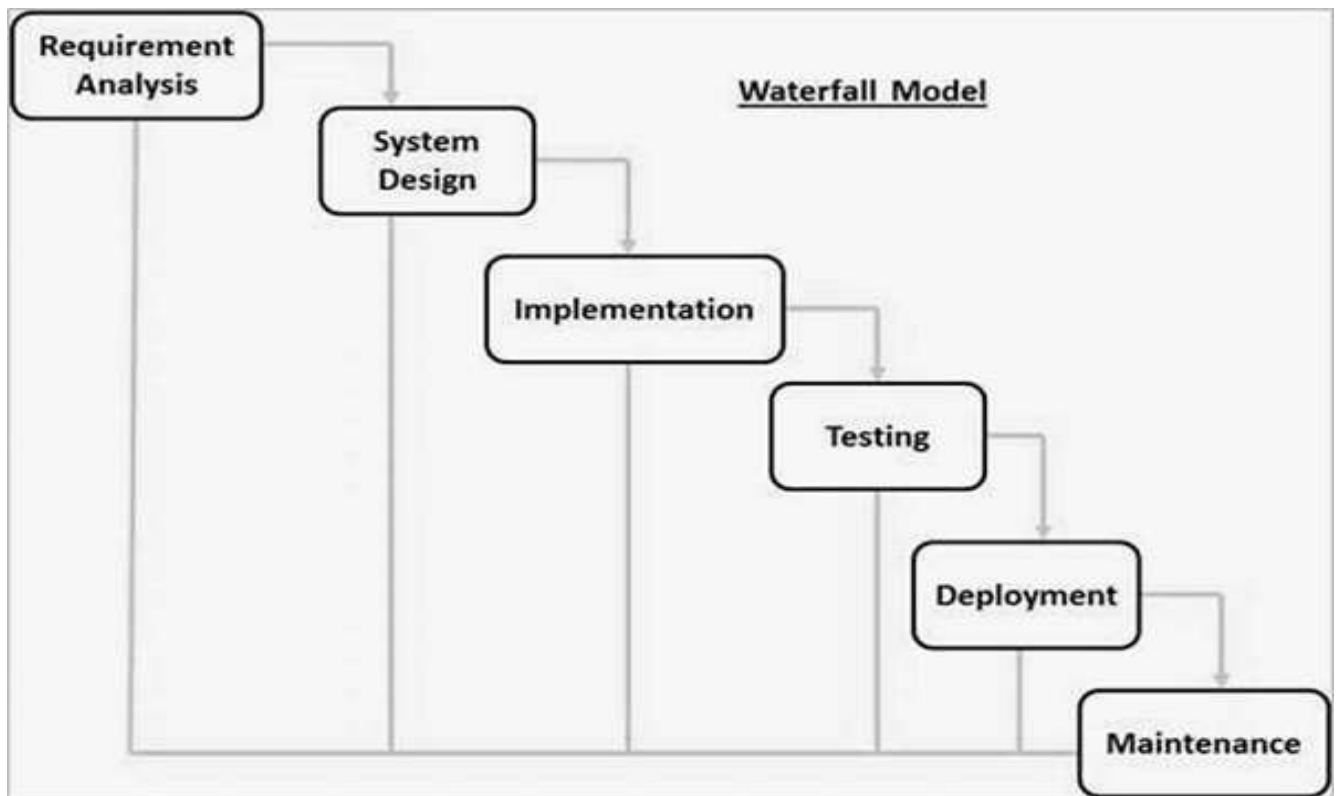 Requirement
Analysis
Waterfall Model
System
Design
Implementation
Testing
Deployment
Maintenance